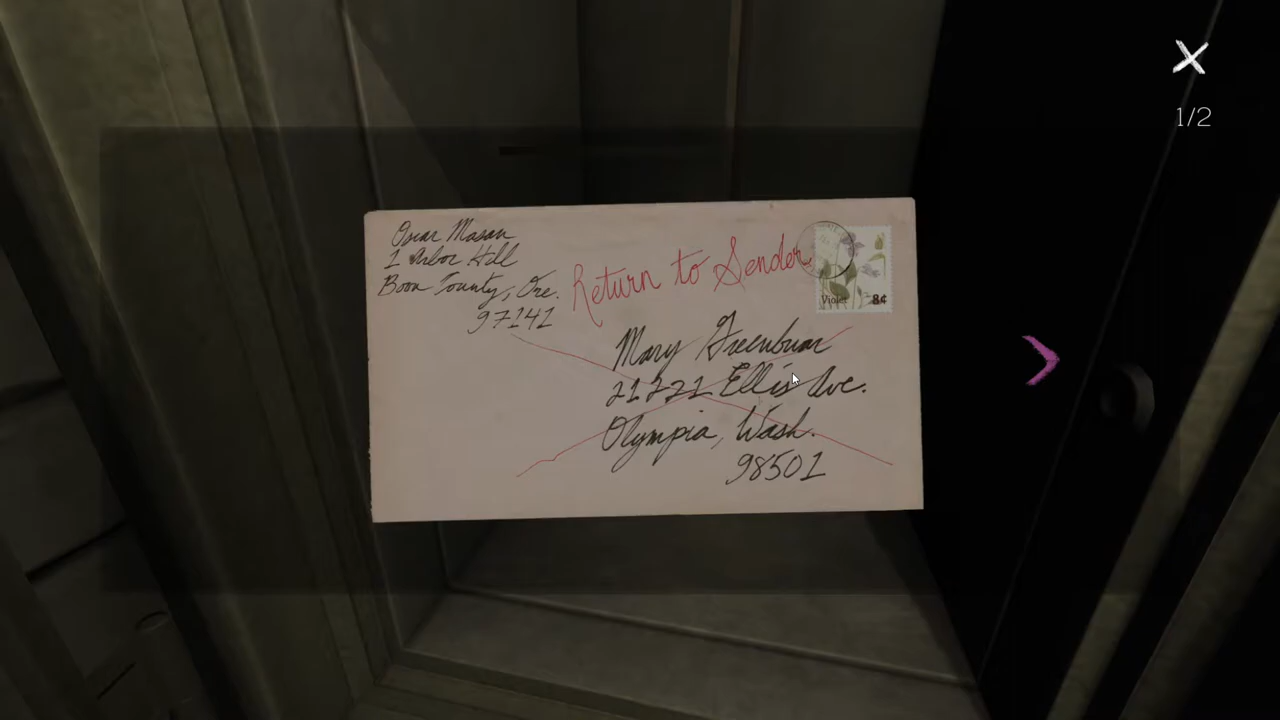 1/2
Oscar Mason
1 Arbor Hill
Boon County, Ore.
97141
Return to Sender
Violet 8¢
Mary Greenbriar
21221 Ellis Ave.
Olympia, Wash.
98501